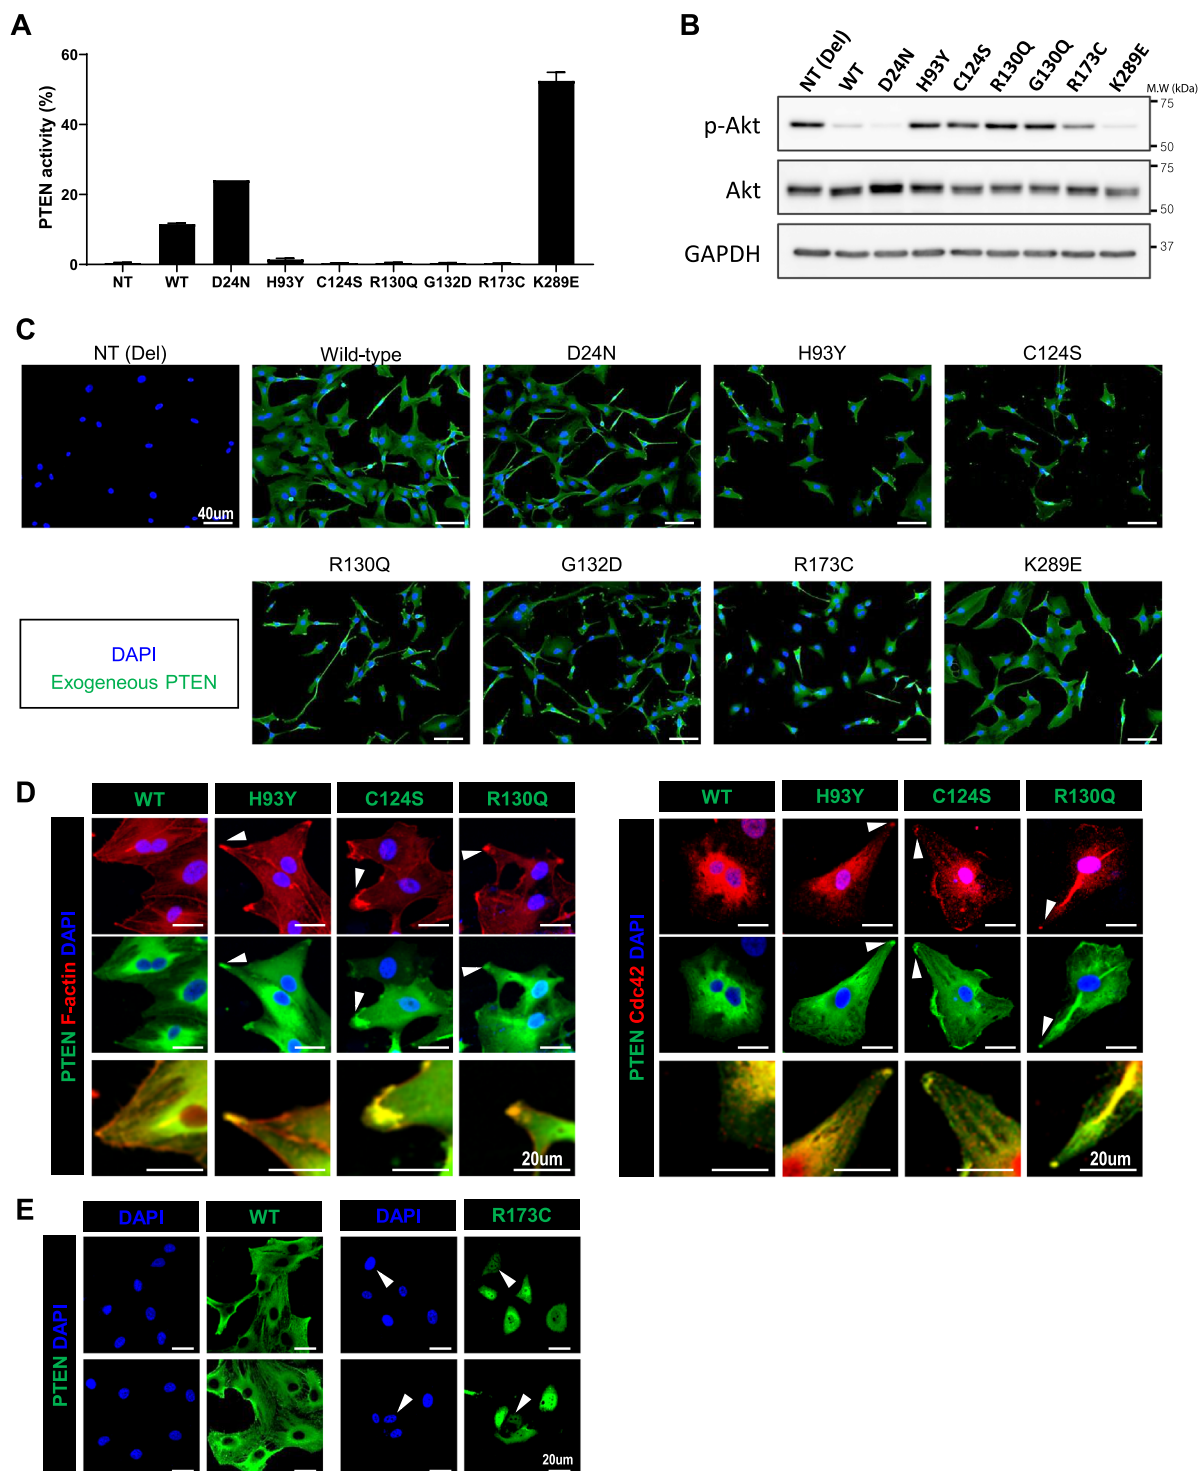 A
PTEN activity (%)
60
40
20
0
NT WT D24N H93Y C124S R130Q G132D R173C K289E
B
NT (Del) WT D24N H93Y C124S R130Q G130Q R173C K289E
M.W (kDa)
p-Akt
75
50
Akt
75
50
GAPDH
37
C
NT (Del) Wild-type D24N H93Y C124S
40um
R130Q G132D R173C K289E
DAPI
Exogeneous PTEN
D
WT H93Y C124S R130Q
PTEN F-actin DAPI
20um
WT H93Y C124S R130Q
PTEN Cdc42 DAPI
20um
E
DAPI WT DAPI R173C
PTEN DAPI
20um